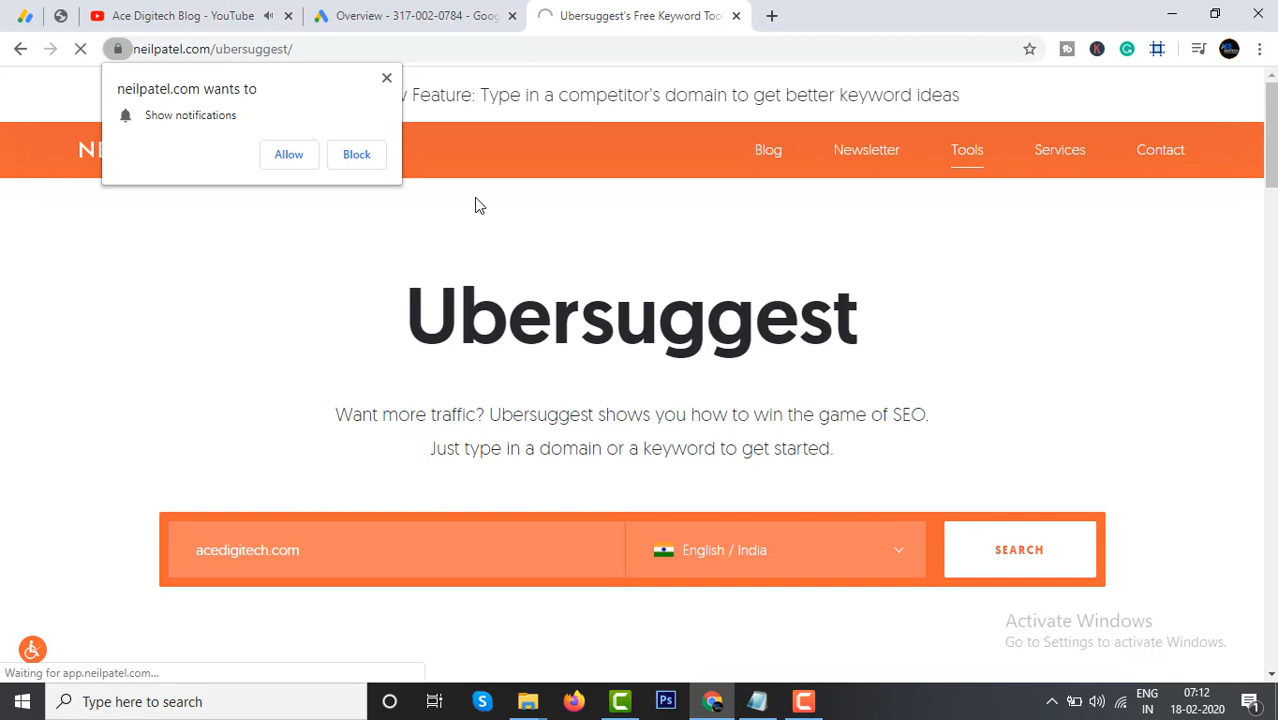 Ace Digitech Blog - YouTube
Overview - 317-002-0784 - Goog
Ubersuggest's Free Keyword Too
neilpatel.com/ubersuggest/
neilpatel.com wants to
Show notifications
Allow
Block
Feature: Type in a competitor's domain to get better keyword ideas
Blog
Newsletter
Tools
Services
Contact
Ubersuggest
Want more traffic? Ubersuggest shows you how to win the game of SEO.
Just type in a domain or a keyword to get started.
acedigitech.com
English / India
SEARCH
Activate Windows
Go to Settings to activate Windows.
Waiting for app.neilpatel.com...
Type here to search
ENG
IN
07:12
18-02-2020